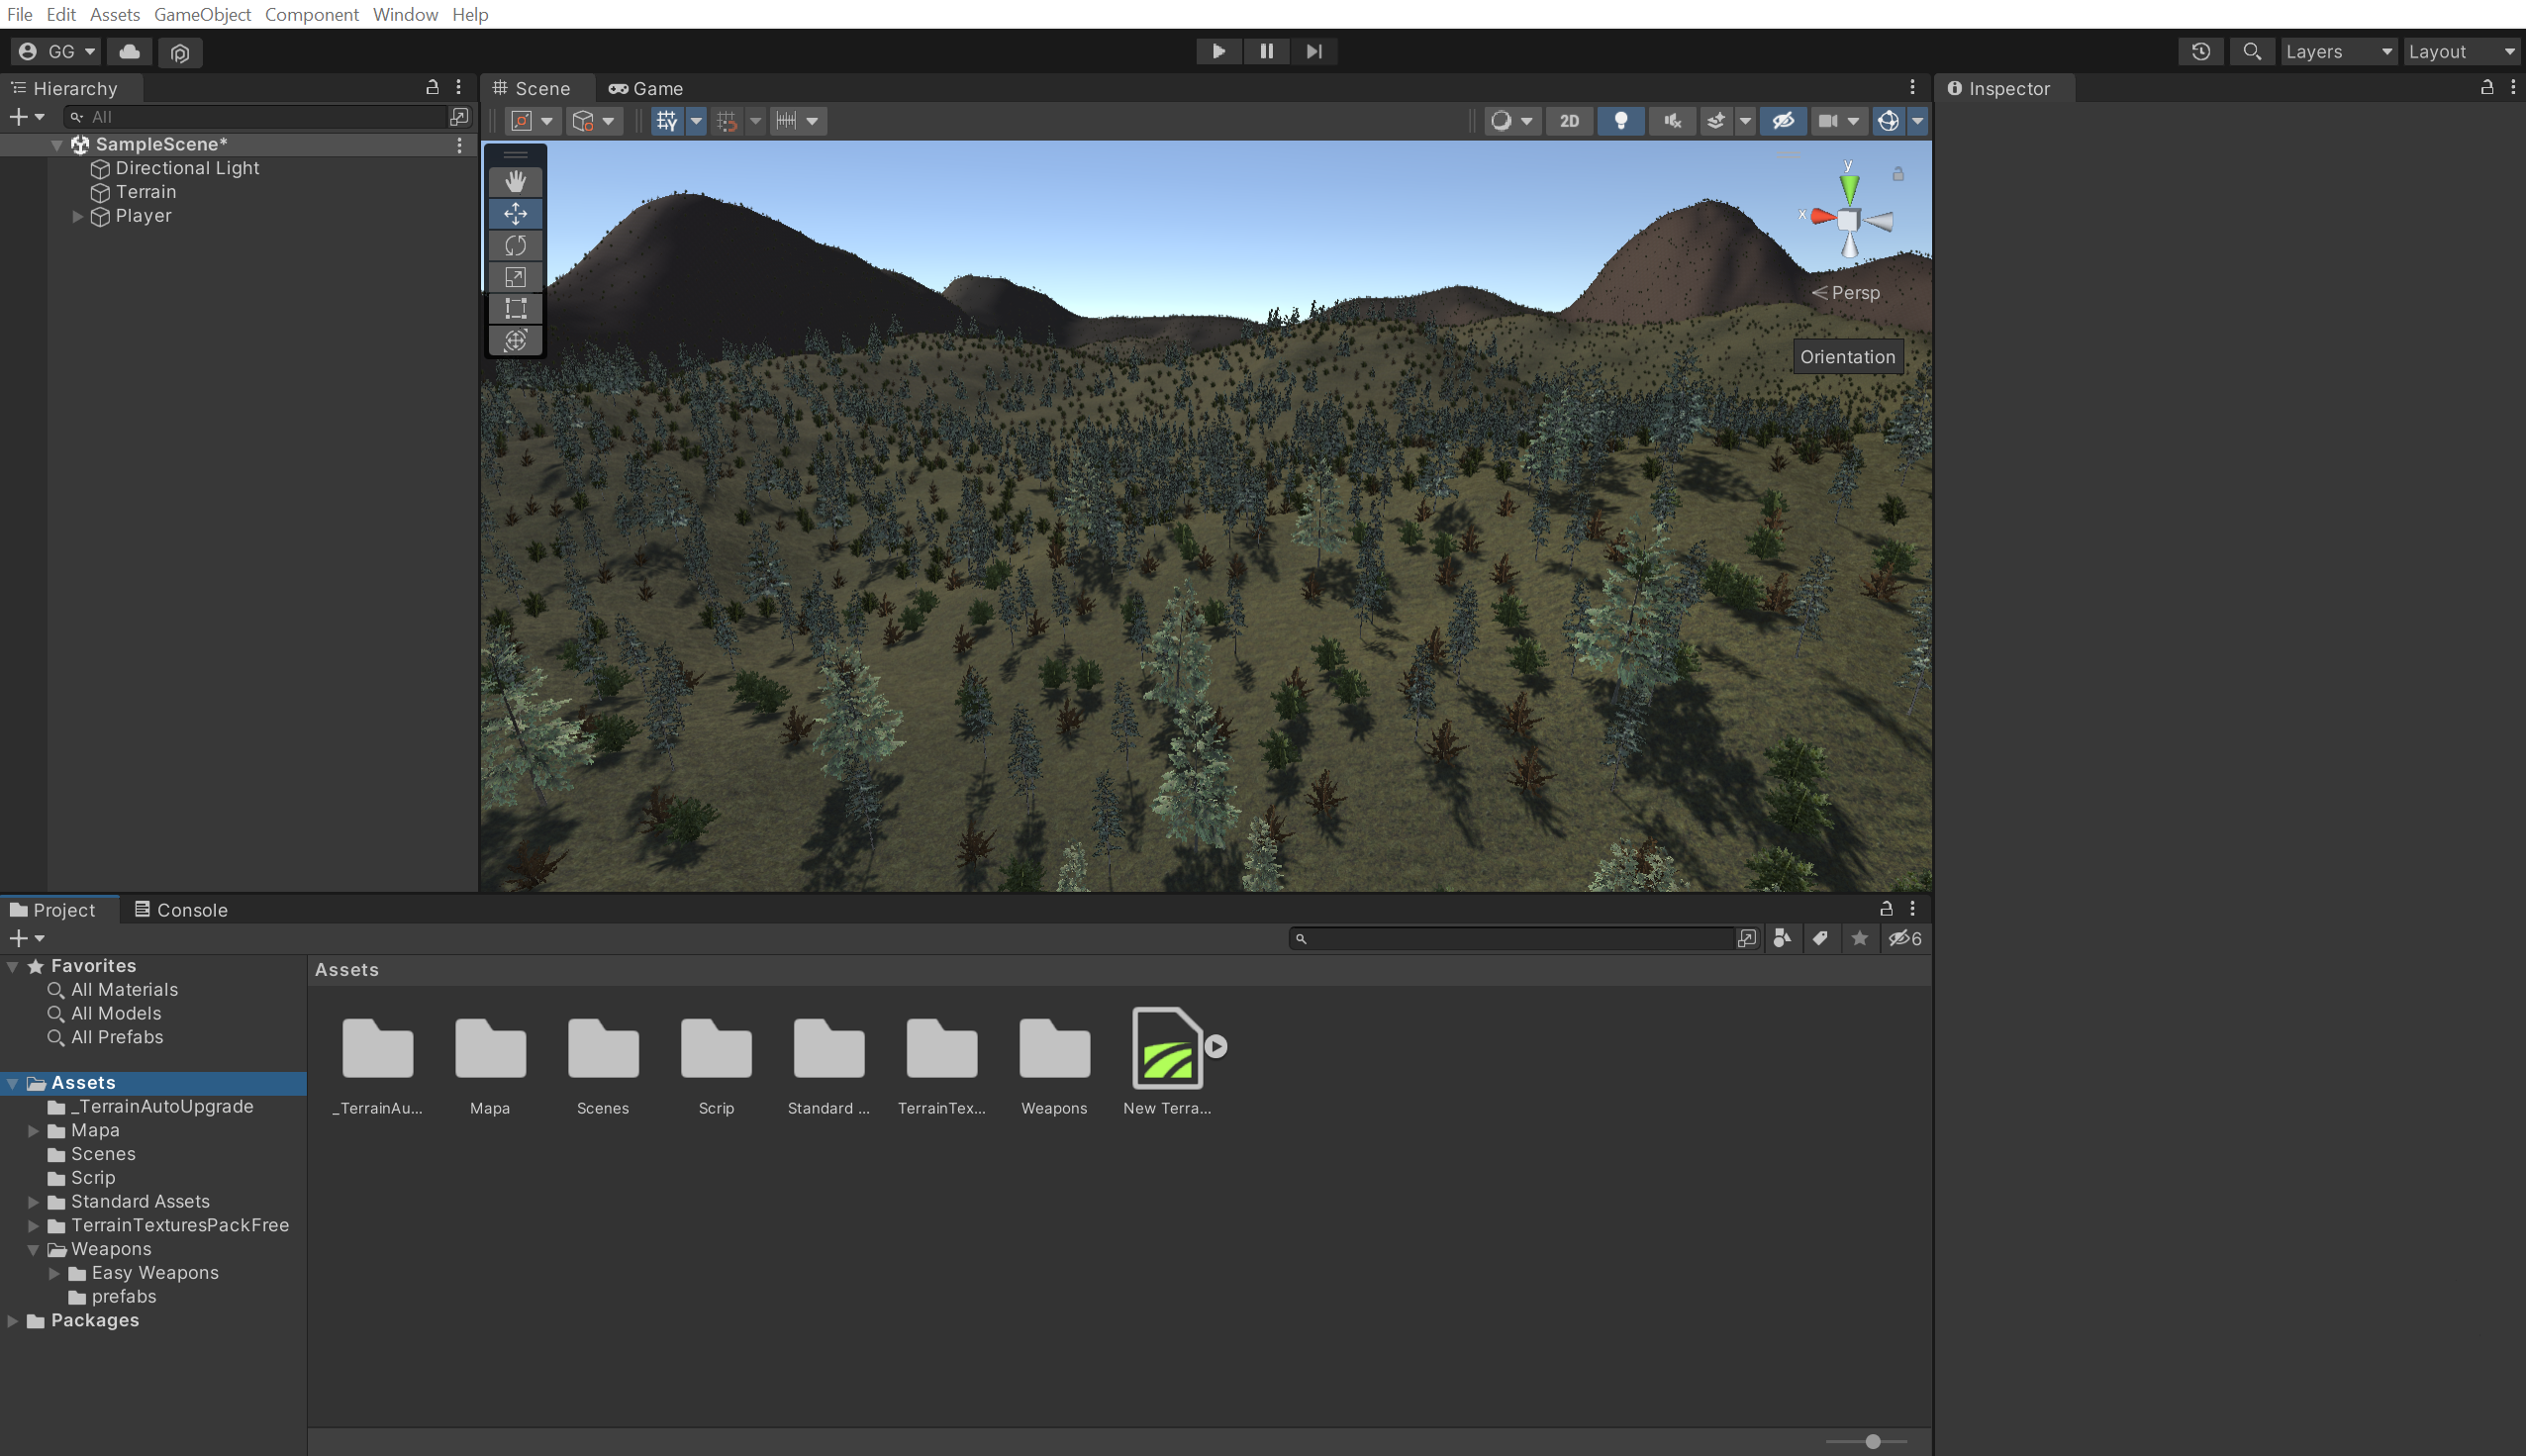 File Edit Assets GameObject Component Window Help
GG Layers Layout
Hierarchy Scene Game Inspector
All 2D
SampleScene*
Directional Light
Terrain
Player
y
x
Persp
Orientation
Project Console
6
Favorites
All Materials
All Models
All Prefabs
Assets
_TerrainAutoUpgrade
Mapa
Scenes
Scrip
Standard Assets
TerrainTexturesPackFree
Weapons
Easy Weapons
prefabs
Packages
Assets
_TerrainAu... Mapa Scenes Scrip Standard ... TerrainTex... Weapons New Terra...